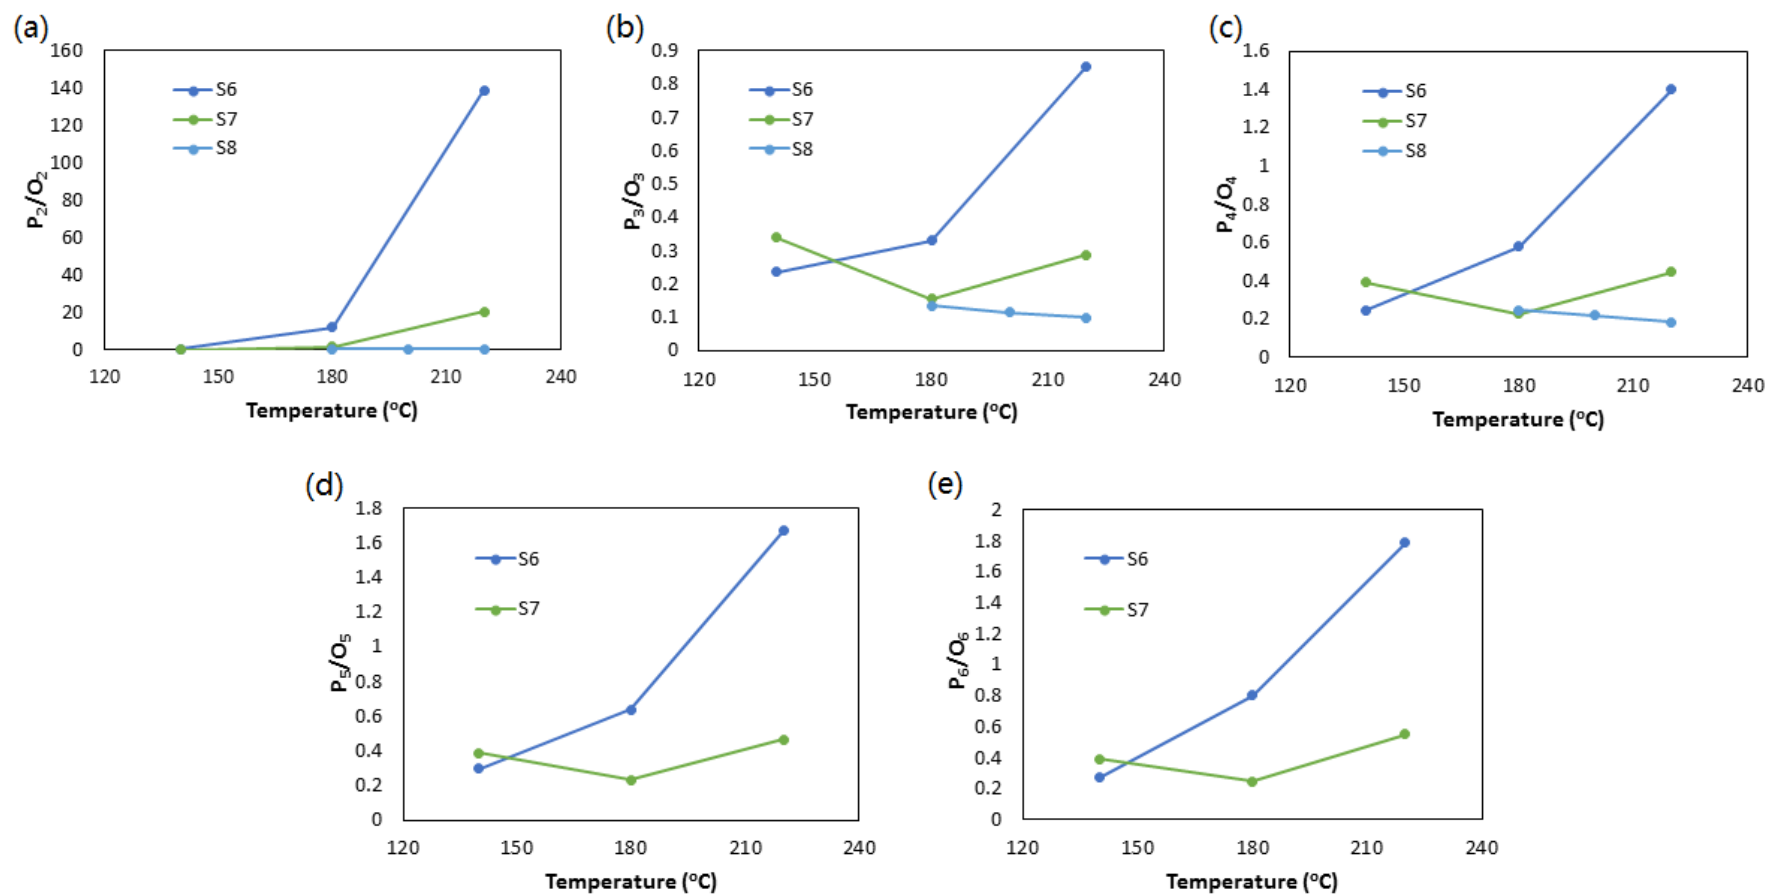 (a)
160
140
120
100
80
60
40
20
0
P₂/O₂
S6
S7
S8
120 150 180 210 240
Temperature (°C)
(b)
0.9
0.8
0.7
0.6
0.5
0.4
0.3
0.2
0.1
0
P₃/O₃
S6
S7
S8
120 150 180 210 240
Temperature (°C)
(c)
1.6
1.4
1.2
1
0.8
0.6
0.4
0.2
0
P₄/O₄
S6
S7
S8
120 150 180 210 240
Temperature (°C)
(d)
1.8
1.6
1.4
1.2
1
0.8
0.6
0.4
0.2
0
P₅/O₅
S6
S7
120 150 180 210 240
Temperature (°C)
(e)
2
1.8
1.6
1.4
1.2
1
0.8
0.6
0.4
0.2
0
P₆/O₆
S6
S7
120 150 180 210 240
Temperature (°C)